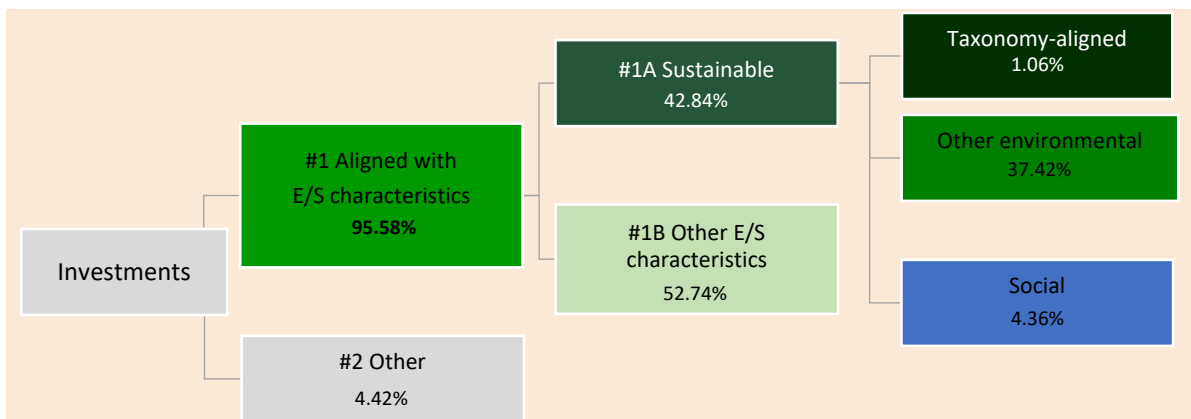 Investments
#1 Aligned with
E/S characteristics
95.58%
#2 Other
4.42%
#1A Sustainable
42.84%
#1B Other E/S
characteristics
52.74%
Taxonomy-aligned
1.06%
Other environmental
37.42%
Social
4.36%